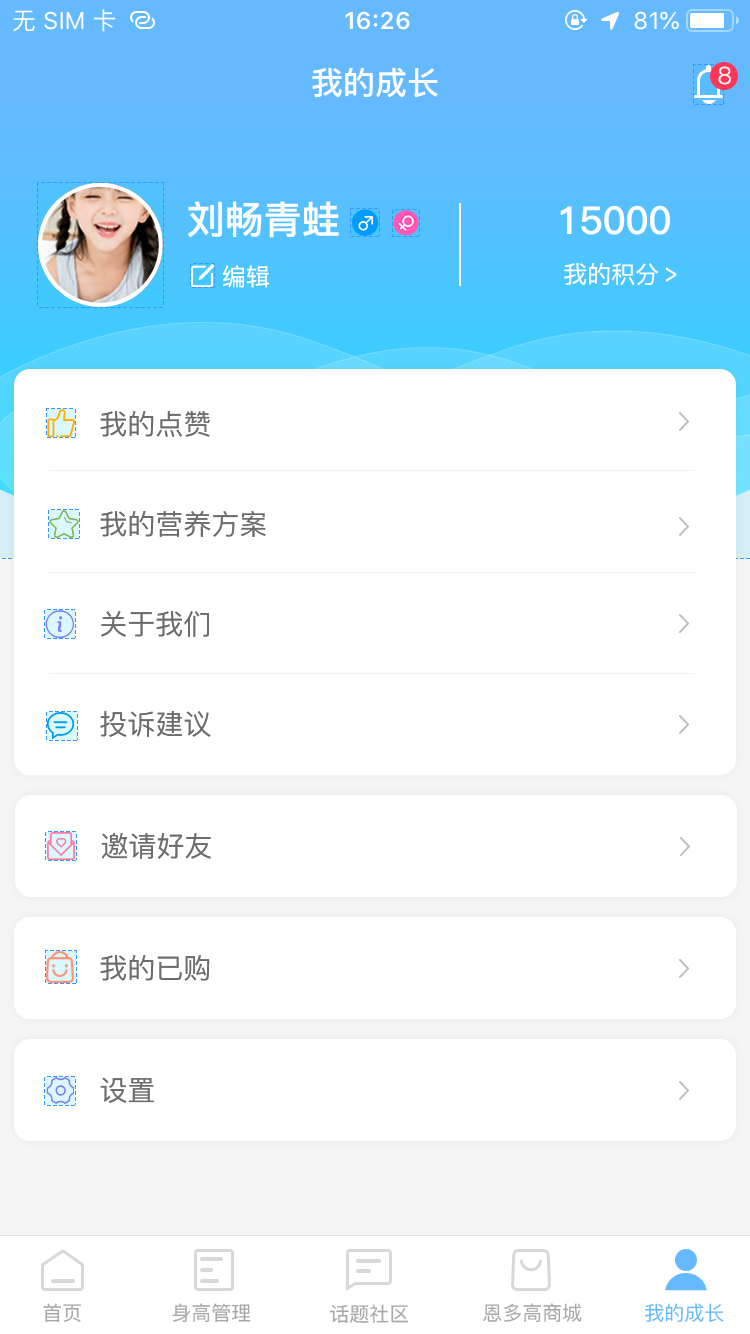 无 SIM 卡 16:26 81%
我的成长
8
刘畅青蛙
15000
编辑
我的积分 >
我的点赞
我的营养方案
关于我们
投诉建议
邀请好友
我的已购
设置
首页 身高管理 话题社区 恩多高商城 我的成长